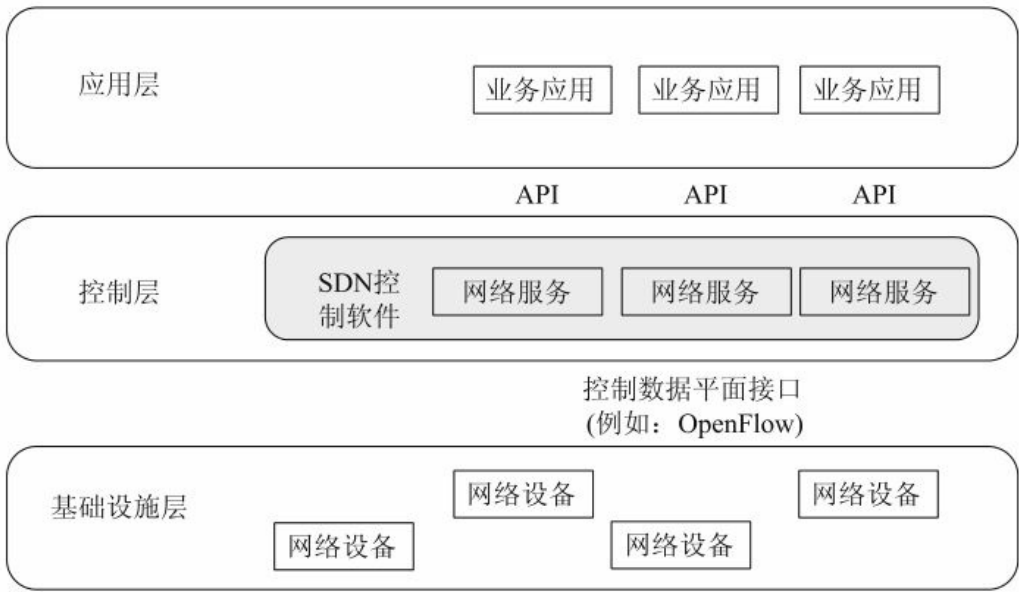 应用层
业务应用 业务应用 业务应用
API API API
控制层
SDN控
制软件
网络服务 网络服务 网络服务
控制数据平面接口
(例如：OpenFlow)
基础设施层
网络设备 网络设备
网络设备 网络设备